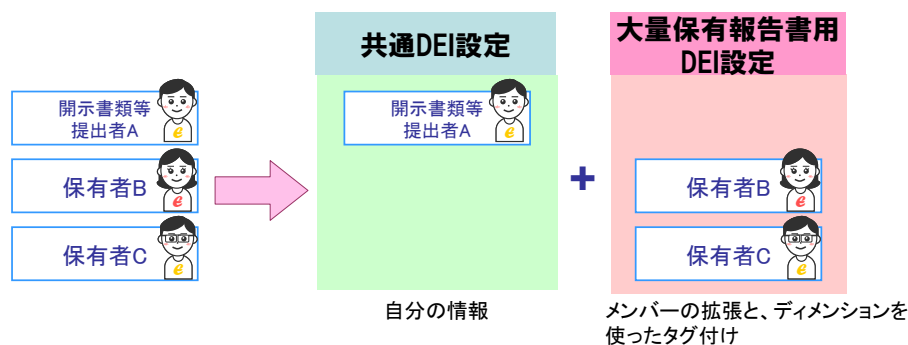 共通DEI設定
大量保有報告書用
DEI設定
開示書類等
提出者A
e
保有者B
e
保有者C
e
開示書類等
提出者A
e
+
保有者B
e
保有者C
e
自分の情報
メンバーの拡張と、ディメンションを
使ったタグ付け